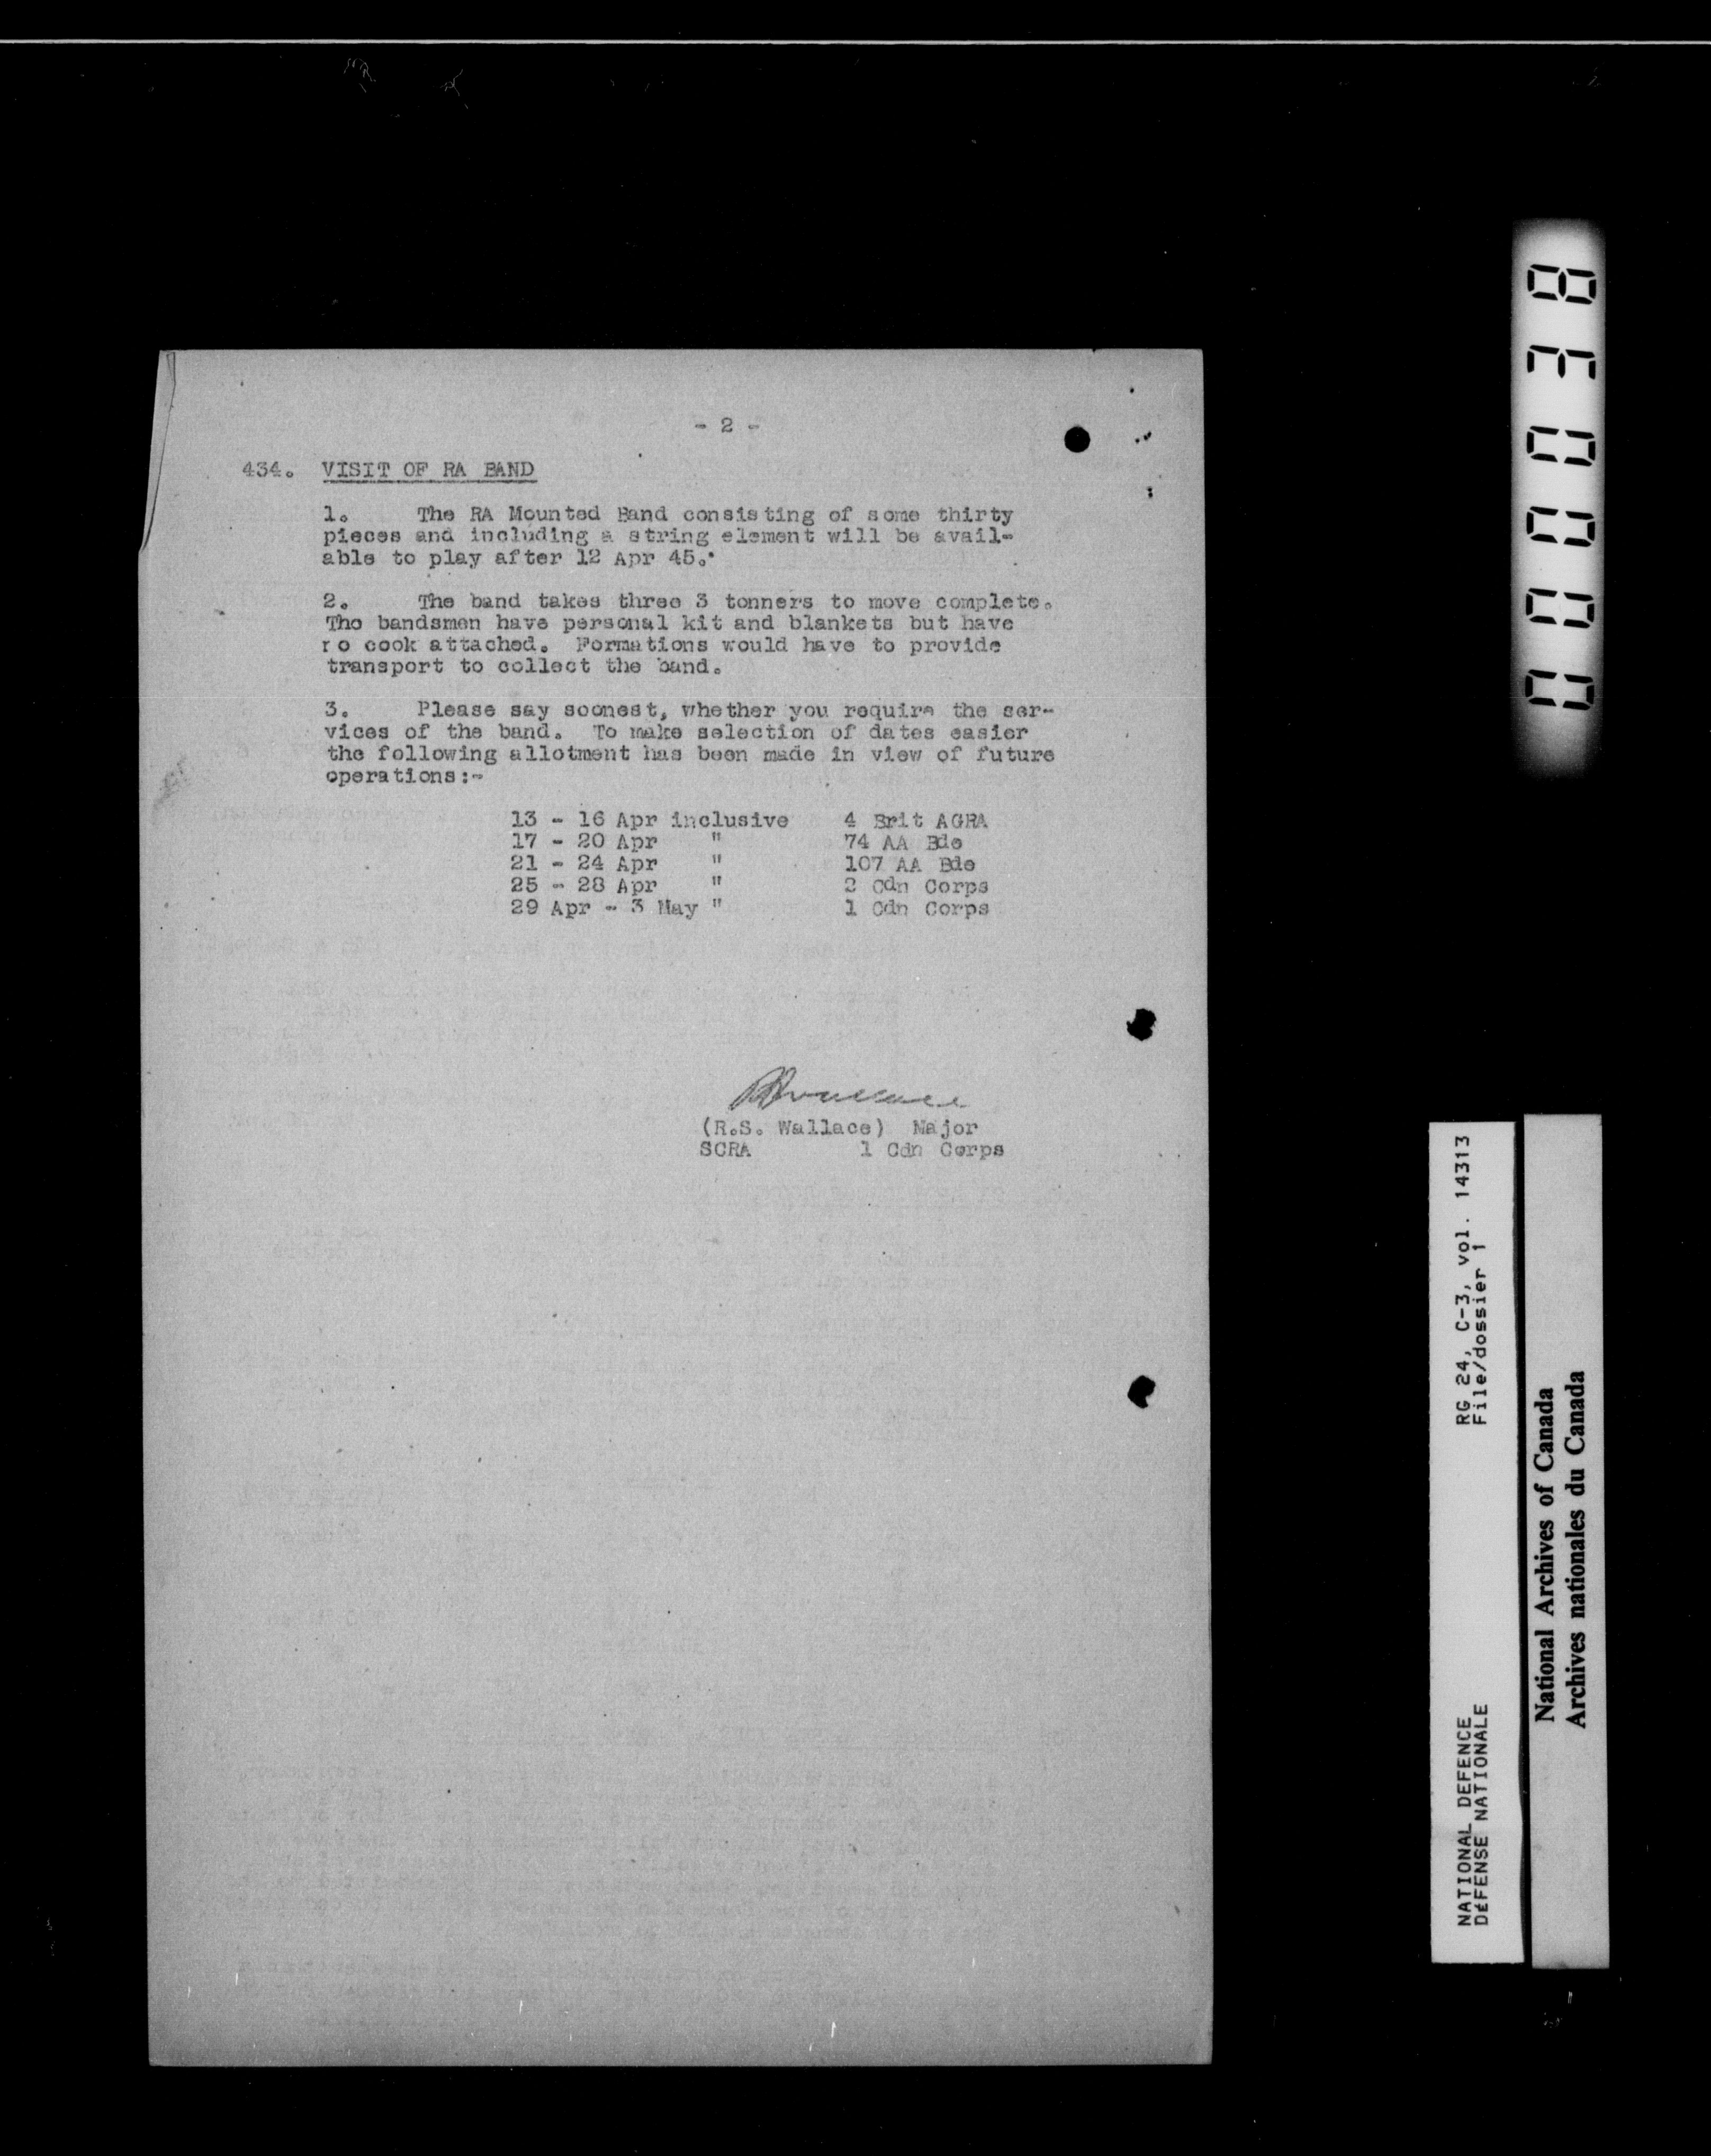 - 2 -
434. VISIT OF RA BAND
1. The RA Mounted Band consisting of some thirty
pieces and including a string element will be avail-
able to play after 12 Apr 45.
2. The band takes three 3 tonners to move complete.
The bandsmen have personal kit and blankets but have
no cook attached. Formations would have to provide
transport to collect the band.
3. Please say soonest, whether you require the ser-
vices of the band. To make selection of dates easier
the following allotment has been made in view of future
operations:-
13 - 16 Apr inclusive 4 Brit AGRA
17 - 20 Apr " 74 AA Bde
21 - 24 Apr " 107 AA Bde
25 - 28 Apr " 2 Cdn Corps
29 Apr - 3 May " 1 Cdn Corps
RSWallace
(R.S. Wallace) Major
SCRA 1 Cdn Corps
000038
NATIONAL DEFENCE RG 24, C-3, vol. 14313
DÉFENSE NATIONALE File/dossier 1
National Archives of Canada
Archives nationales du Canada